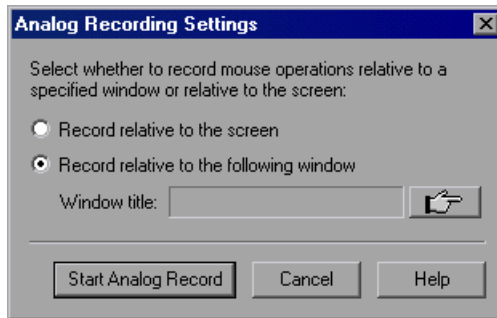 Analog Recording Settings
Select whether to record mouse operations relative to a
specified window or relative to the screen:
Record relative to the screen
Record relative to the following window
Window title:
Start Analog Record Cancel Help